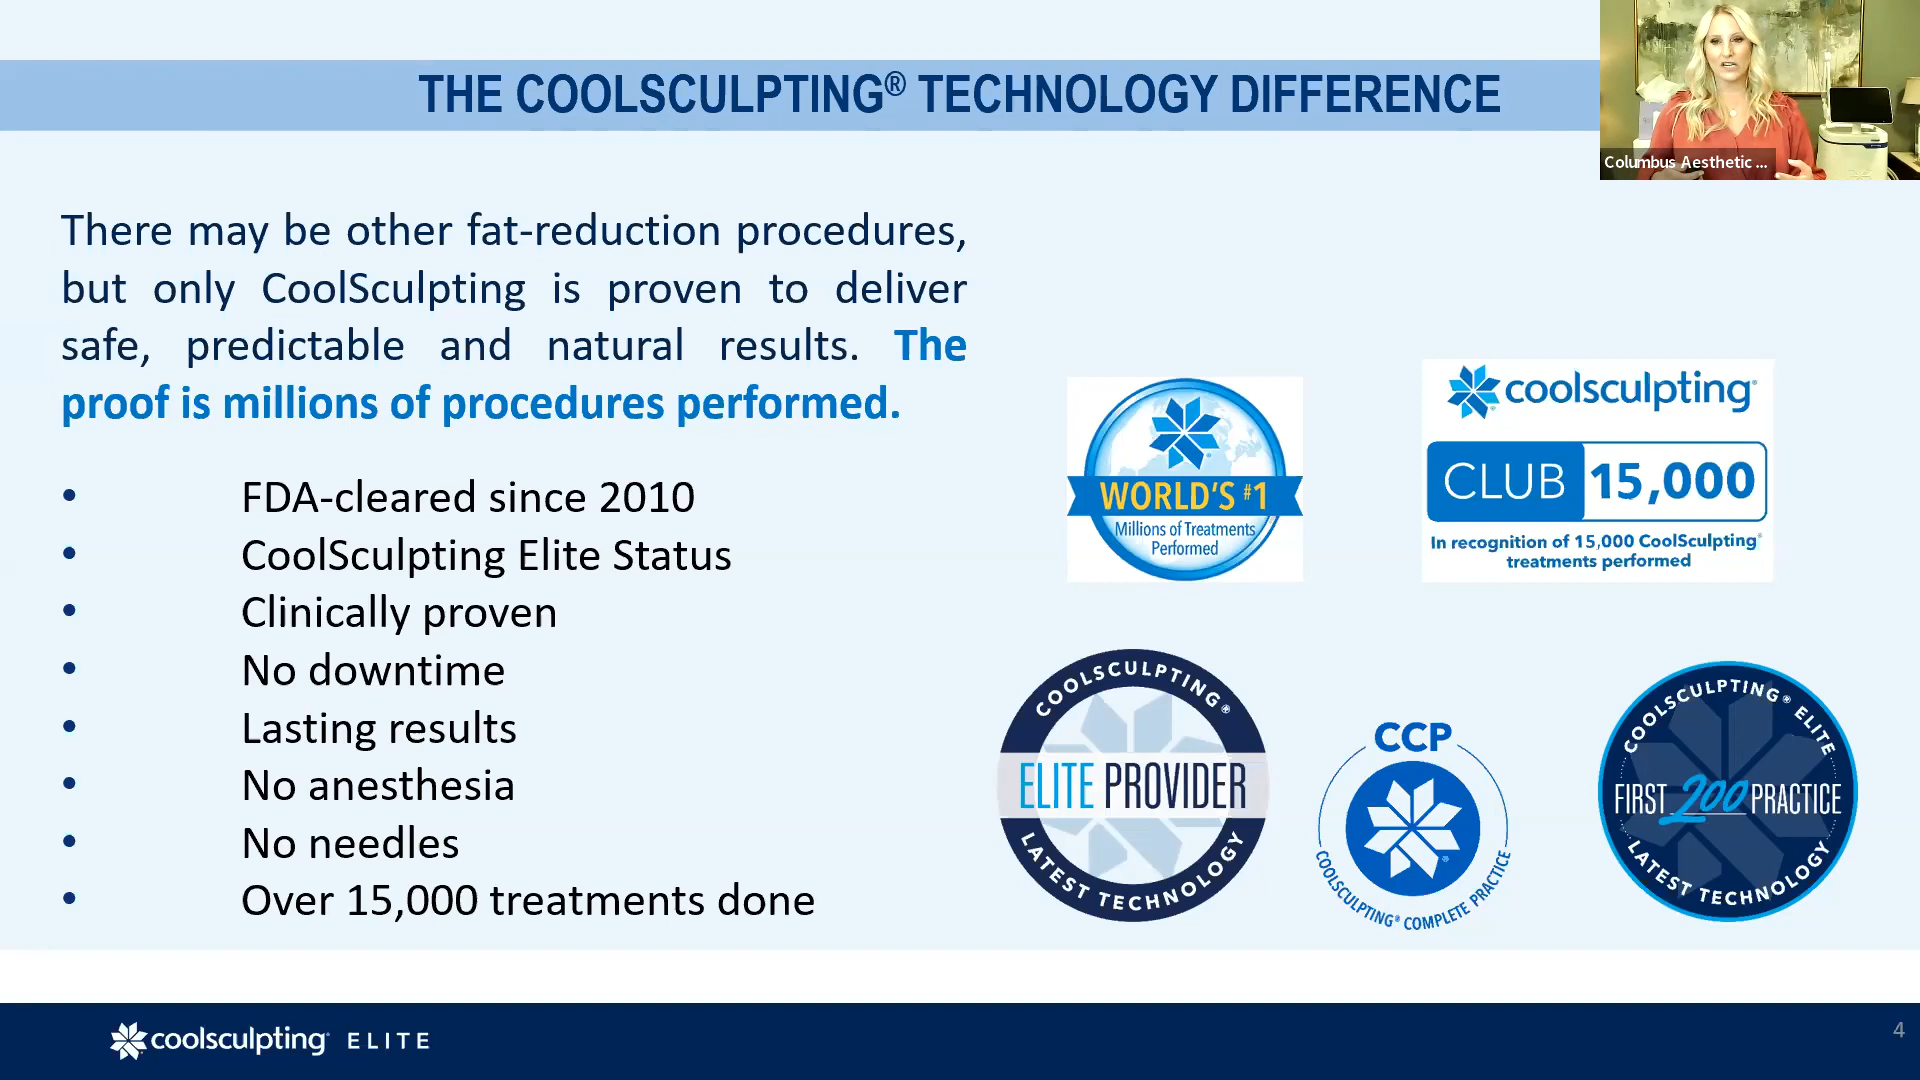 THE COOLSCULPTING® TECHNOLOGY DIFFERENCE
Columbus Aesthetic ...
There may be other fat-reduction procedures,
but only CoolSculpting is proven to deliver
safe, predictable and natural results. The
proof is millions of procedures performed.
• FDA-cleared since 2010
• CoolSculpting Elite Status
• Clinically proven
• No downtime
• Lasting results
• No anesthesia
• No needles
• Over 15,000 treatments done
WORLD'S #1
Millions of Treatments
Performed
coolsculpting®
CLUB 15,000
In recognition of 15,000 CoolSculpting®
treatments performed
COOLSCULPTING®
ELITE PROVIDER
LATEST TECHNOLOGY
CCP
COOLSCULPTING® COMPLETE PRACTICE
COOLSCULPTING® ELITE
FIRST 200 PRACTICE
LATEST TECHNOLOGY
coolsculpting® ELITE
4